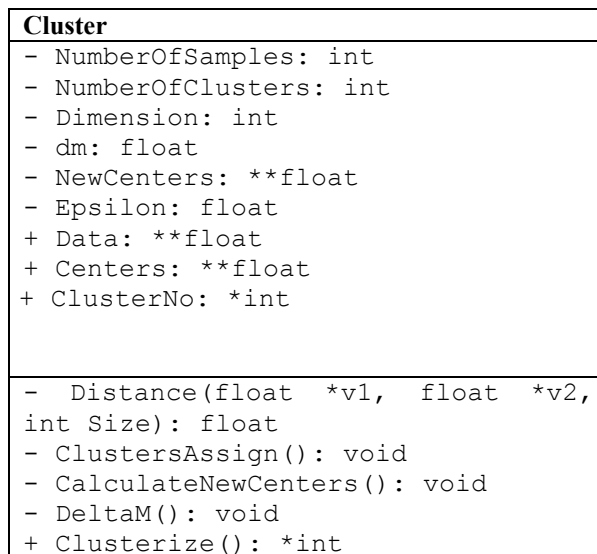 Cluster
- NumberOfSamples: int
- NumberOfClusters: int
- Dimension: int
- dm: float
- NewCenters: **float
- Epsilon: float
+ Data: **float
+ Centers: **float
+ ClusterNo: *int
- Distance(float *v1, float *v2,
int Size): float
- ClustersAssign(): void
- CalculateNewCenters(): void
- DeltaM(): void
+ Clusterize(): *int